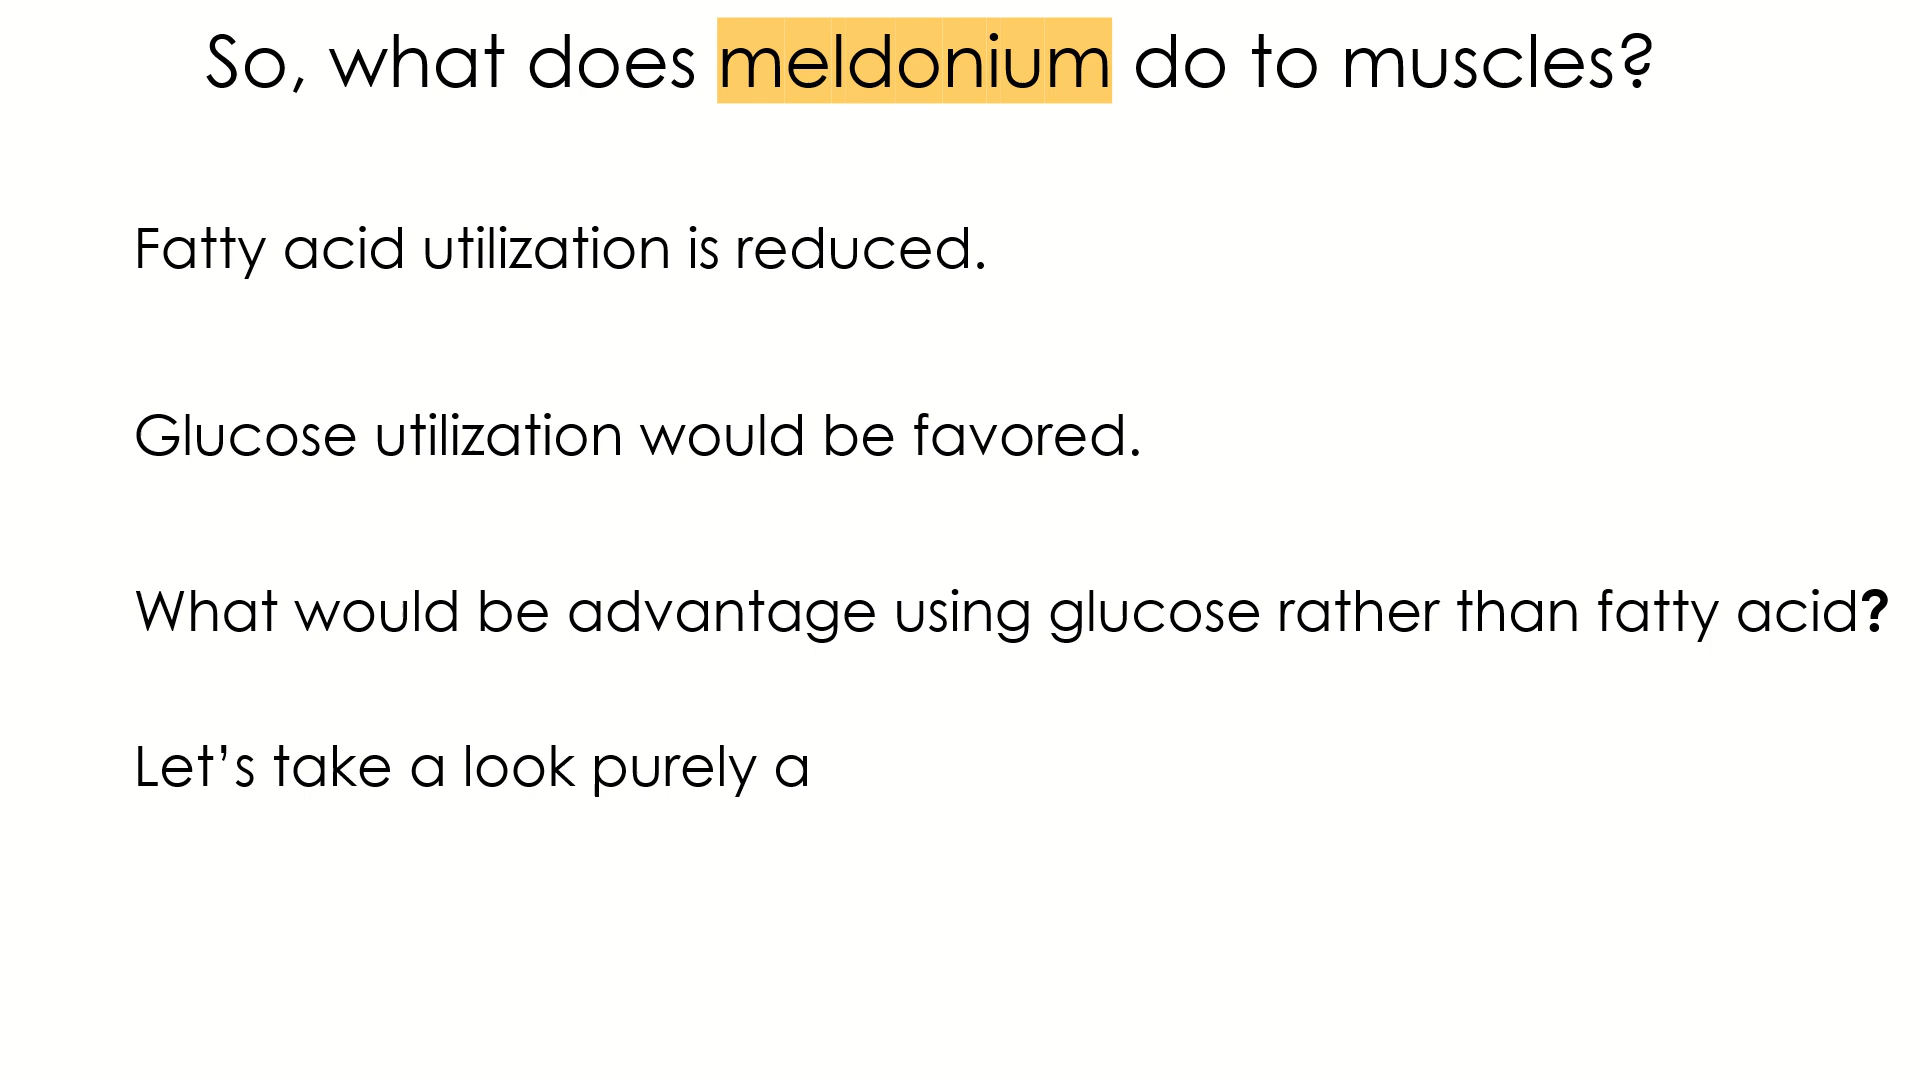 So, what does meldonium do to muscles?
Fatty acid utilization is reduced.
Glucose utilization would be favored.
What would be advantage using glucose rather than fatty acid?
Let’s take a look purely a